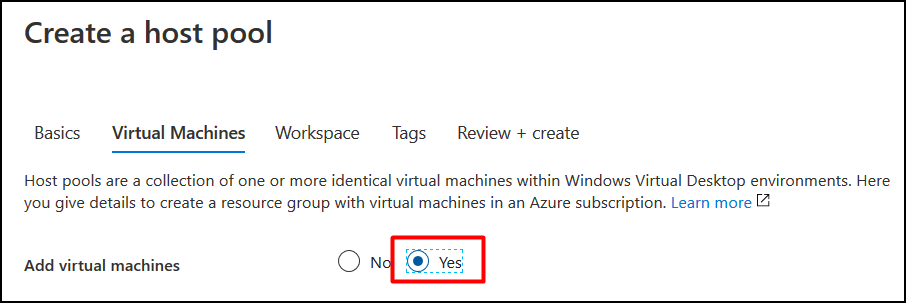 Create a host pool
Basics Virtual Machines Workspace Tags Review + create
Host pools are a collection of one or more identical virtual machines within Windows Virtual Desktop environments. Here
you give details to create a resource group with virtual machines in an Azure subscription. Learn more
Add virtual machines No Yes